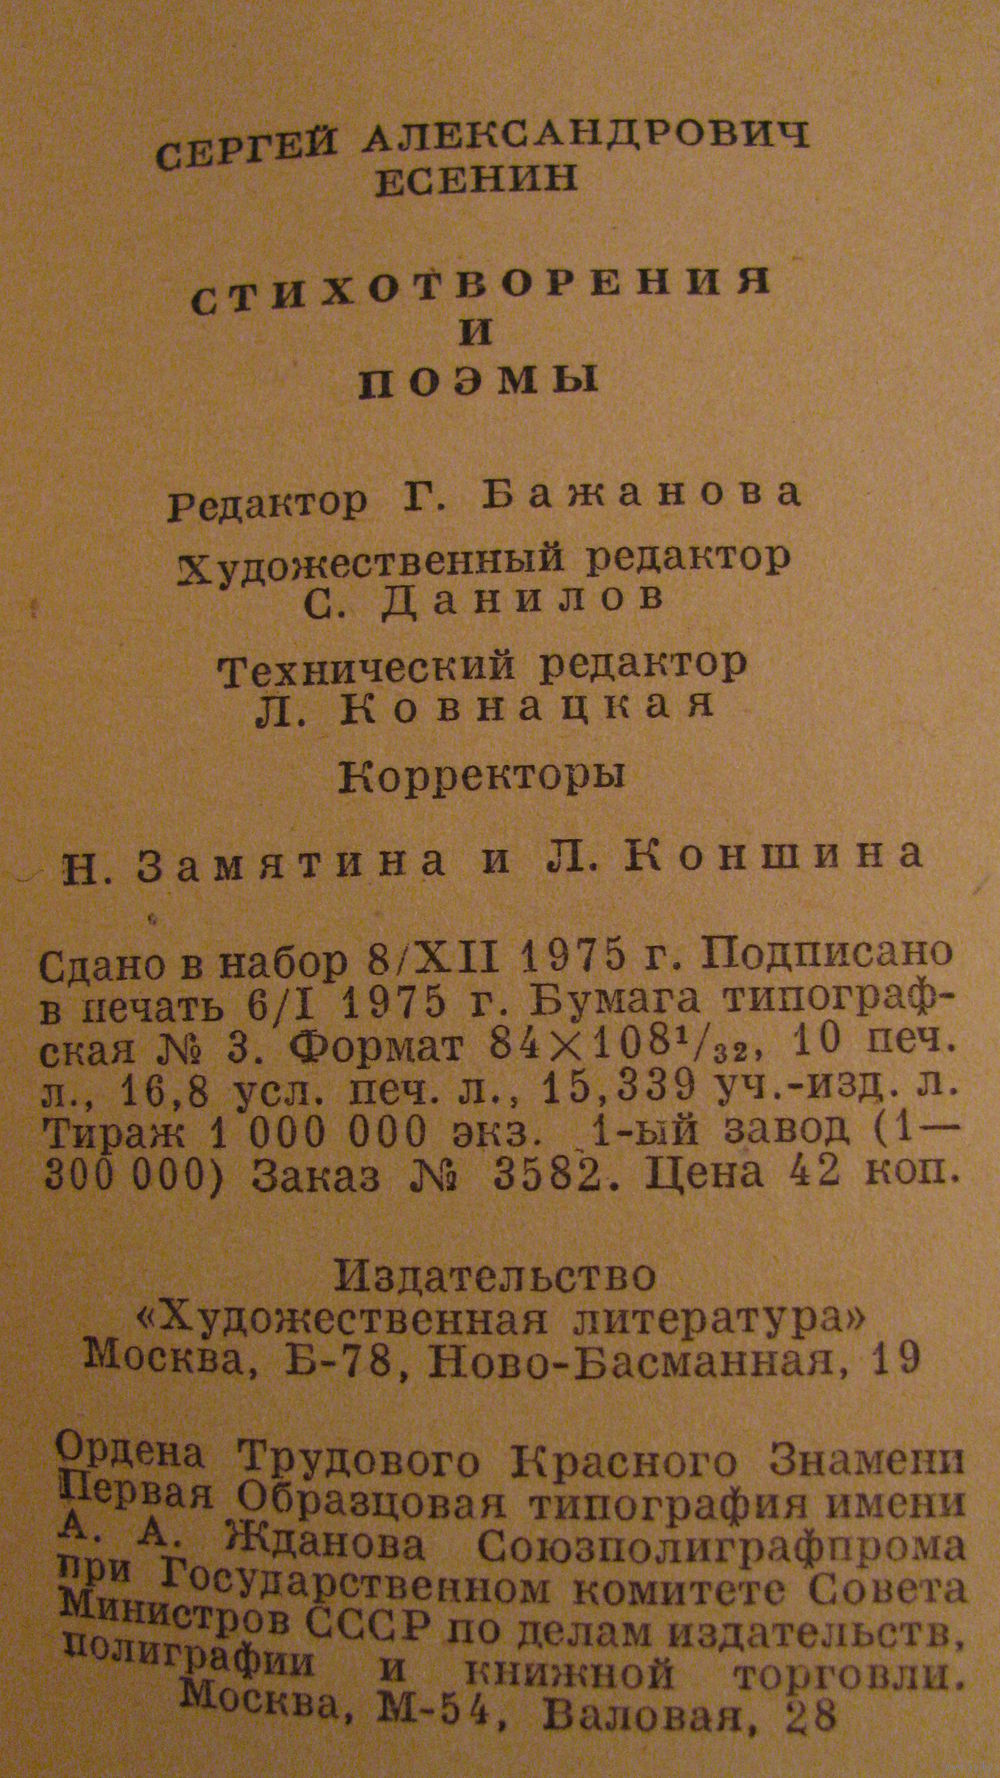 СЕРГЕЙ АЛЕКСАНДРОВИЧ
ЕСЕНИН
СТИХОТВОРЕНИЯ
И
ПОЭМЫ
Редактор Г. Бажанова
Художественный редактор
С. Данилов
Технический редактор
Л. Ковнацкая
Корректоры
Н. Замятина и Л. Коншина
Сдано в набор 8/XII 1975 г. Подписано
в печать 6/I 1975 г. Бумага типограф-
ская № 3. Формат 84×108¹/₃₂, 10 печ.
л., 16,8 усл. печ. л., 15,339 уч.-изд. л.
Тираж 1 000 000 экз. 1-ый завод (1—
300 000) Заказ № 3582. Цена 42 коп.
Издательство
«Художественная литература»
Москва, Б-78, Ново-Басманная, 19
Ордена Трудового Красного Знамени
Первая Образцовая типография имени
А. А. Жданова Союзполиграфпрома
при Государственном комитете Совета
Министров СССР по делам издательств,
полиграфии и книжной торговли.
Москва, М-54, Валовая, 28